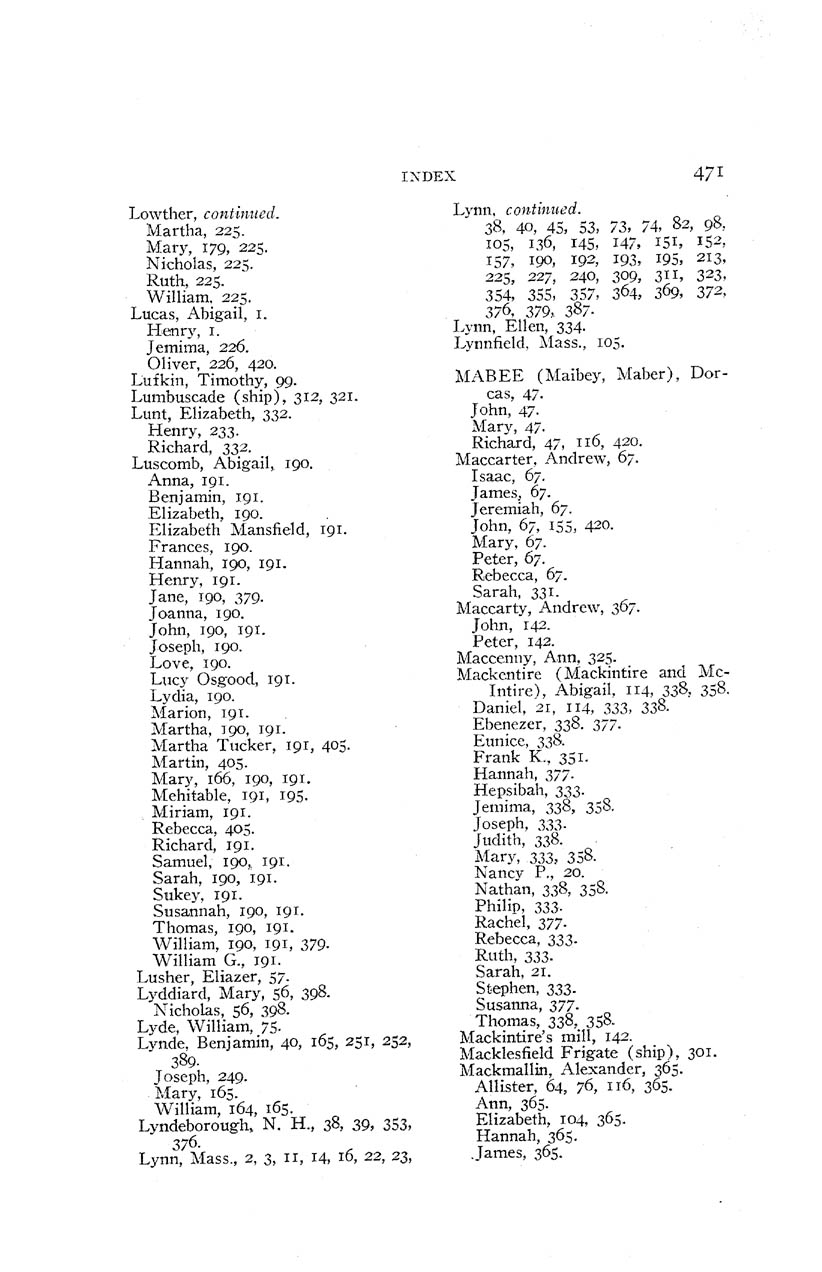 INDEX 471
Lowther, continued.
Martha, 225.
Mary, 179, 225.
Nicholas, 225.
Ruth, 225.
William, 225.
Lucas, Abigail, 1.
Henry, 1.
Jemima, 226.
Oliver, 226, 420.
Lufkin, Timothy, 99.
Lumbuscade (ship), 312, 321.
Lunt, Elizabeth, 332.
Henry, 233.
Richard, 332.
Luscomb, Abigail, 190.
Anna, 191.
Benjamin, 191.
Elizabeth, 190.
Elizabeth Mansfield, 191.
Frances, 190.
Hannah, 190, 191.
Henry, 191.
Jane, 190, 379.
Joanna, 190.
John, 190, 191.
Joseph, 190.
Love, 190.
Lucy Osgood, 191.
Lydia, 190.
Marion, 191.
Martha, 190, 191.
Martha Tucker, 191, 405.
Martin, 405.
Mary, 166, 190, 191.
Mehitable, 191, 195.
Miriam, 191.
Rebecca, 405.
Richard, 191.
Samuel, 190, 191.
Sarah, 190, 191.
Sukey, 191.
Susannah, 190, 191.
Thomas, 190, 191.
William, 190, 191, 379.
William G., 191.
Lusher, Eliazer, 57.
Lyddiard, Mary, 56, 398.
Nicholas, 56, 398.
Lyde, William, 75.
Lynde, Benjamin, 40, 165, 251, 252,
389.
Joseph, 249.
Mary, 165.
William, 164, 165.
Lyndeborough, N. H., 38, 39, 353,
376.
Lynn, Mass., 2, 3, 11, 14, 16, 22, 23,
Lynn, continued.
38, 40, 45, 53, 73, 74, 82, 98,
105, 136, 145, 147, 151, 152,
157, 190, 192, 193, 195, 213,
225, 227, 240, 309, 311, 323,
354, 355, 357, 364, 369, 372,
376, 379, 387.
Lynn, Ellen, 334.
Lynnfield, Mass., 105.
MABEE (Maibey, Maber), Dor-
cas, 47.
John, 47.
Mary, 47.
Richard, 47, 116, 420.
Maccarter, Andrew, 67.
Isaac, 67.
James, 67.
Jeremiah, 67.
John, 67, 155, 420.
Mary, 67.
Peter, 67.
Rebecca, 67.
Sarah, 331.
Maccarty, Andrew, 367.
John, 142.
Peter, 142.
Maccenny, Ann, 325.
Mackentire (Mackintire and Mc-
Intire), Abigail, 114, 338, 358.
Daniel, 21, 114, 333, 338.
Ebenezer, 338. 377.
Eunice, 338.
Frank K., 351.
Hannah, 377.
Hepsibah, 333.
Jemima, 338, 358.
Joseph, 333.
Judith, 338.
Mary, 333, 358.
Nancy P., 20.
Nathan, 338, 358.
Philip, 333.
Rachel, 377.
Rebecca, 333.
Ruth, 333.
Sarah, 21.
Stephen, 333.
Susanna, 377.
Thomas, 338, 358.
Mackintire's mill, 142.
Macklesfield Frigate (ship), 301.
Mackmallin, Alexander, 365.
Allister, 64, 76, 116, 365.
Ann, 365.
Elizabeth, 104, 365.
Hannah, 365.
James, 365.